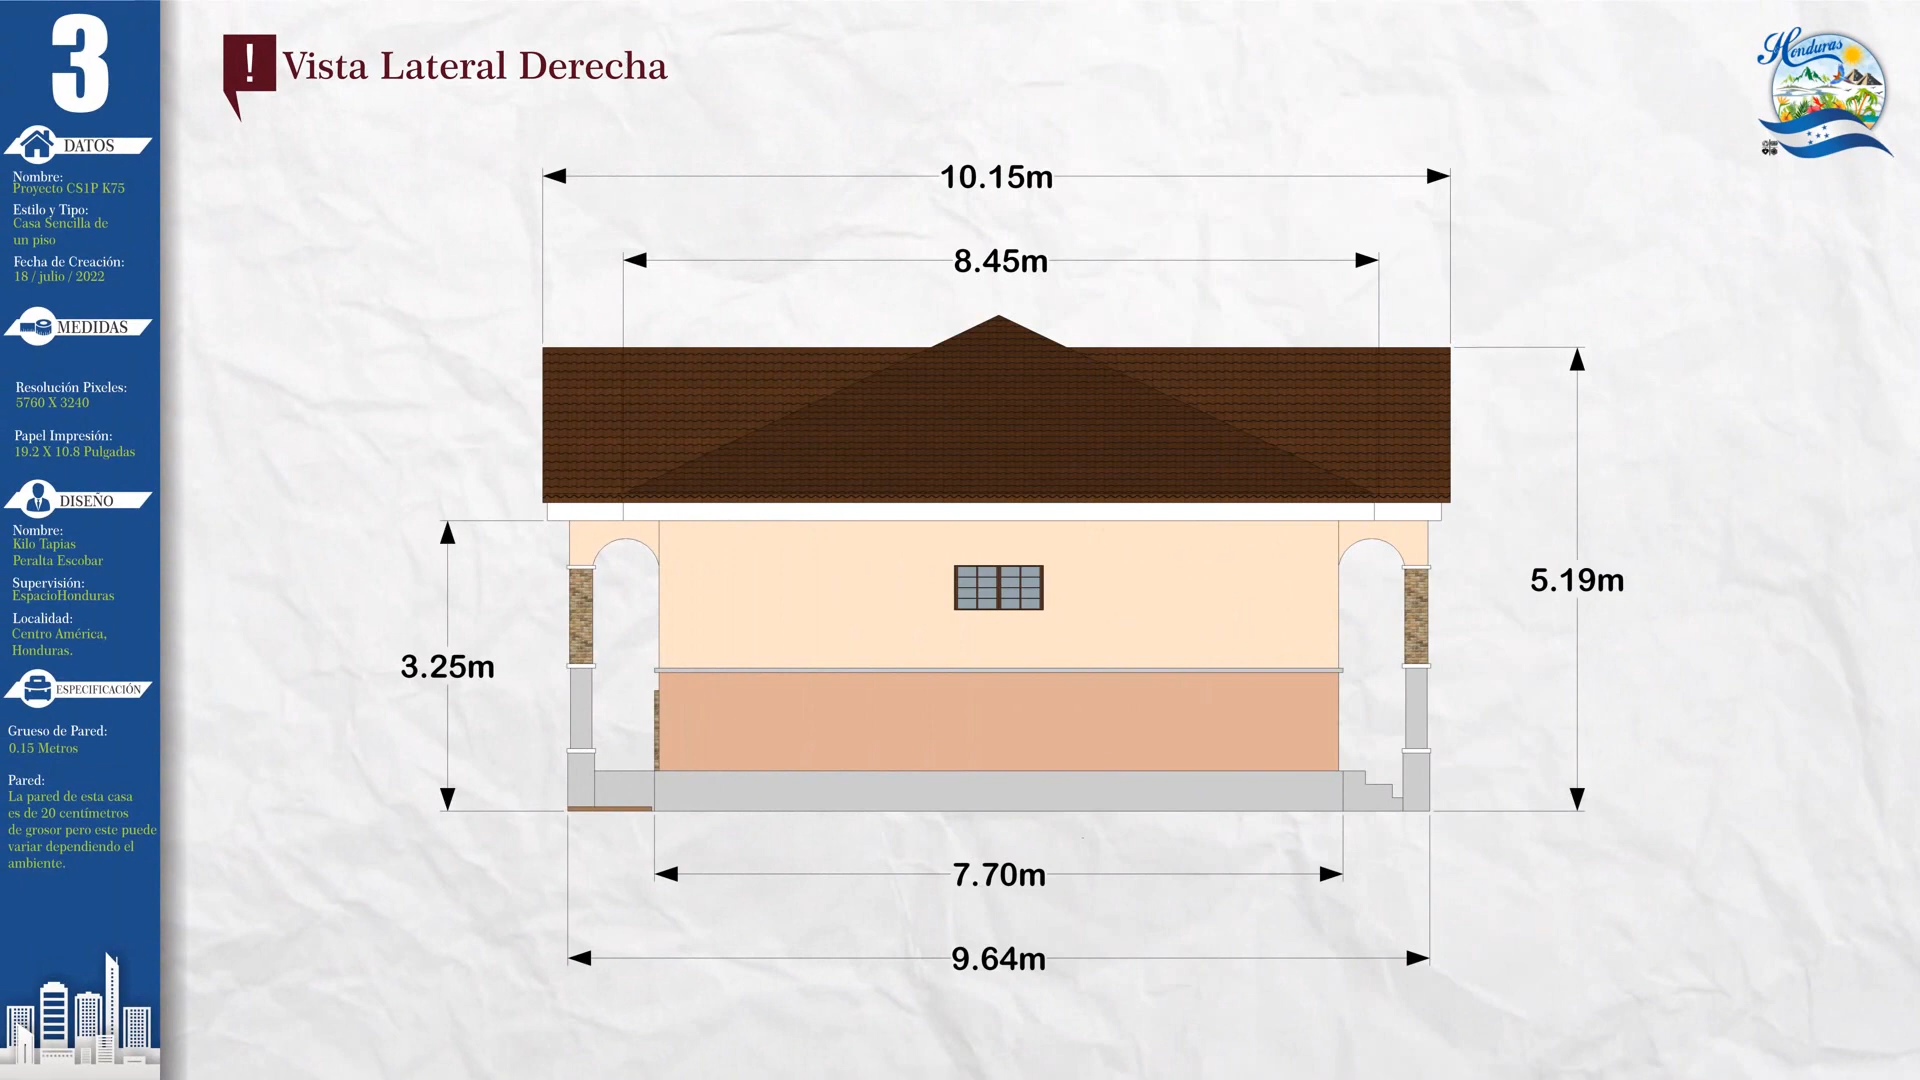 3
DATOS
Nombre:
Proyecto CS1P K75
Estilo y Tipo:
Casa Sencilla de
un piso
Fecha de Creación:
18 / julio / 2022
MEDIDAS
Resolución Pixeles:
5760 X 3240
Papel Impresión:
19.2 X 10.8 Pulgadas
DISEÑO
Nombre:
Kilo Tapias
Peralta Escobar
Supervisión:
EspacioHonduras
Localidad:
Centro América,
Honduras.
ESPECIFICACIÓN
Grueso de Pared:
0.15 Metros
Pared:
La pared de esta casa
es de 20 centímetros
de grosor pero este puede
variar dependiendo el
ambiente.
! Vista Lateral Derecha
Honduras
10.15m
8.45m
5.19m
3.25m
7.70m
9.64m